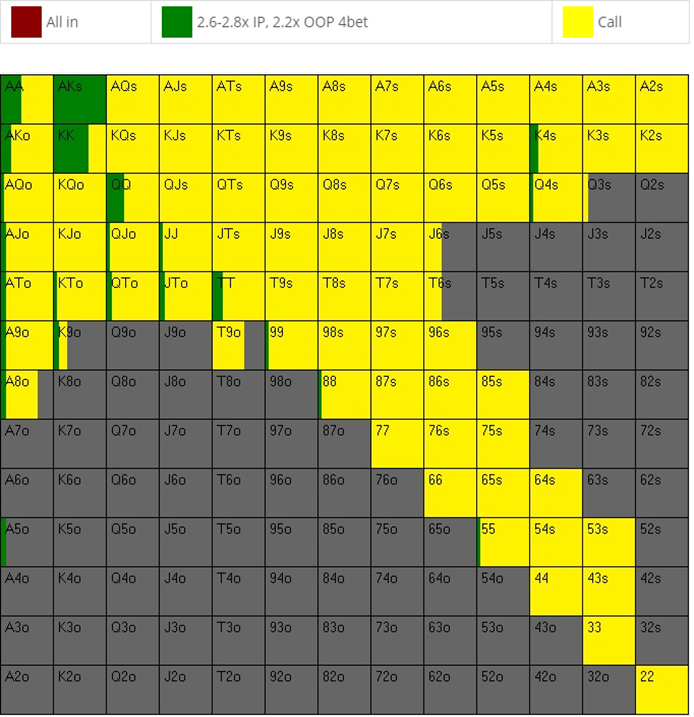 All in 2.6-2.8x IP, 2.2x OOP 4bet Call
AA AKs AQs AJs ATs A9s A8s A7s A6s A5s A4s A3s A2s
AKo KK KQs KJs KTs K9s K8s K7s K6s K5s K4s K3s K2s
AQo KQo QQ QJs QTs Q9s Q8s Q7s Q6s Q5s Q4s Q3s Q2s
AJo KJo QJo JJ JTs J9s J8s J7s J6s J5s J4s J3s J2s
ATo KTo QTo JTo TT T9s T8s T7s T6s T5s T4s T3s T2s
A9o K9o Q9o J9o T9o 99 98s 97s 96s 95s 94s 93s 92s
A8o K8o Q8o J8o T8o 98o 88 87s 86s 85s 84s 83s 82s
A7o K7o Q7o J7o T7o 97o 87o 77 76s 75s 74s 73s 72s
A6o K6o Q6o J6o T6o 96o 86o 76o 66 65s 64s 63s 62s
A5o K5o Q5o J5o T5o 95o 85o 75o 65o 55 54s 53s 52s
A4o K4o Q4o J4o T4o 94o 84o 74o 64o 54o 44 43s 42s
A3o K3o Q3o J3o T3o 93o 83o 73o 63o 53o 43o 33 32s
A2o K2o Q2o J2o T2o 92o 82o 72o 62o 52o 42o 32o 22